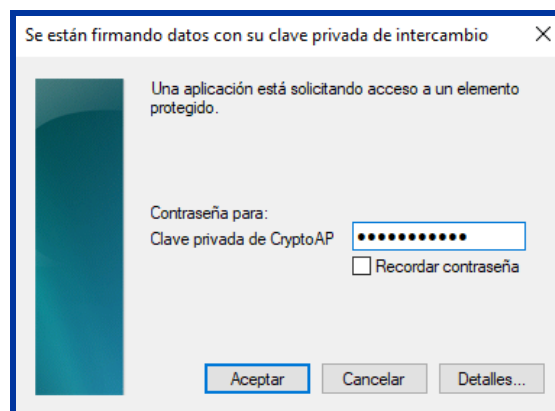 Se están firmando datos con su clave privada de intercambio
Una aplicación está solicitando acceso a un elemento
protegido.
Contraseña para:
Clave privada de CryptoAP
Recordar contraseña
Aceptar Cancelar Detalles...